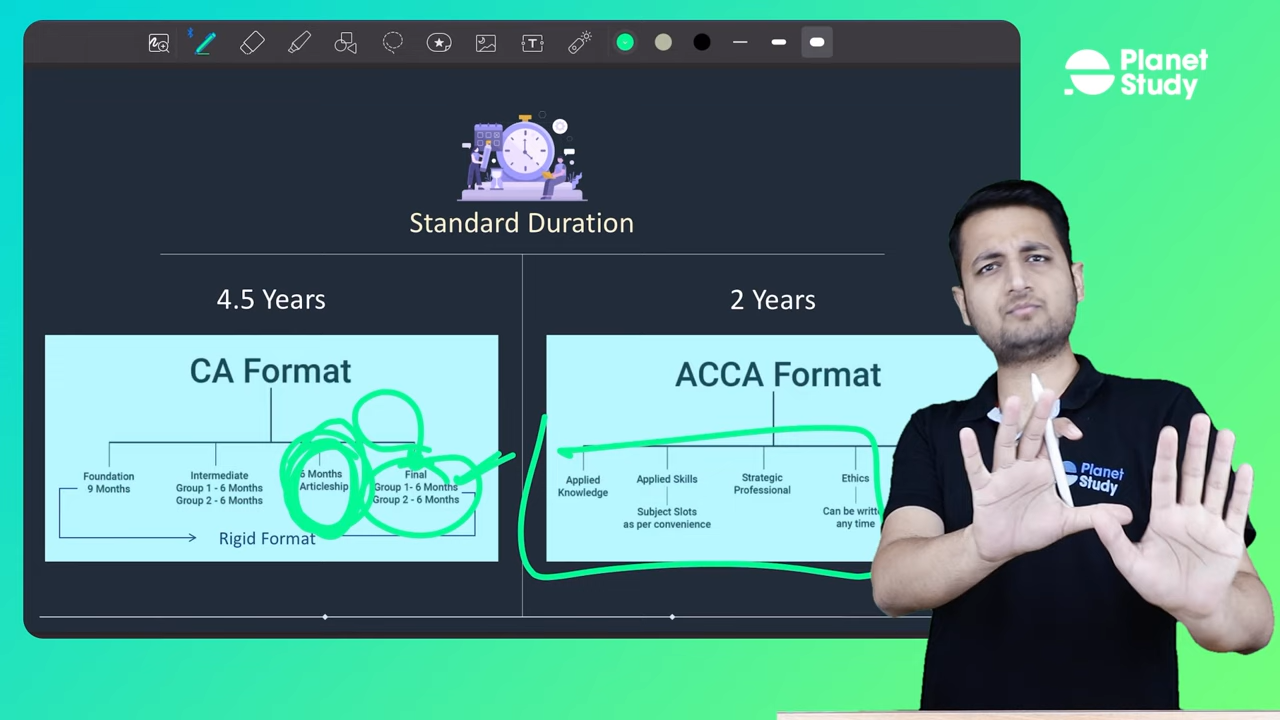 Planet
Study
Standard Duration
4.5 Years
2 Years
CA Format
Foundation
9 Months
Intermediate
Group 1 - 6 Months
Group 2 - 6 Months
6 Months
Articleship
Final
Group 1- 6 Months
Group 2 - 6 Months
Rigid Format
ACCA Format
Applied
Knowledge
Applied Skills
Subject Slots
as per convenience
Strategic
Professional
Ethics
Can be
any time
Planet
Study